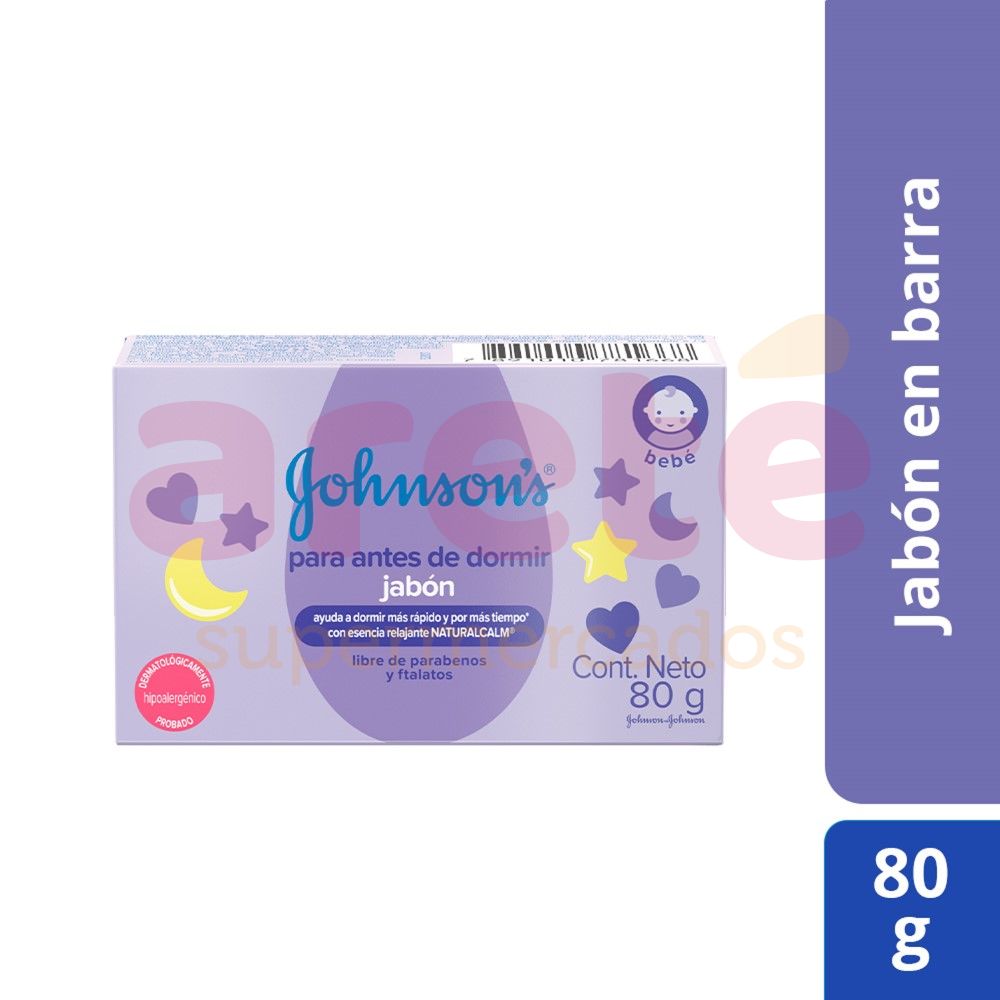 Johnson's®
para antes de dormir
jabón
ayuda a dormir más rápido y por más tiempo*
con esencia relajante NATURALCALM®
libre de parabenos
y ftalatos
bebé
DERMATOLÓGICAMENTE
hipoalergénico
PROBADO
Cont. Neto
80 g
Johnson & Johnson
arelé
supermercados
Jabón en barra
80
g